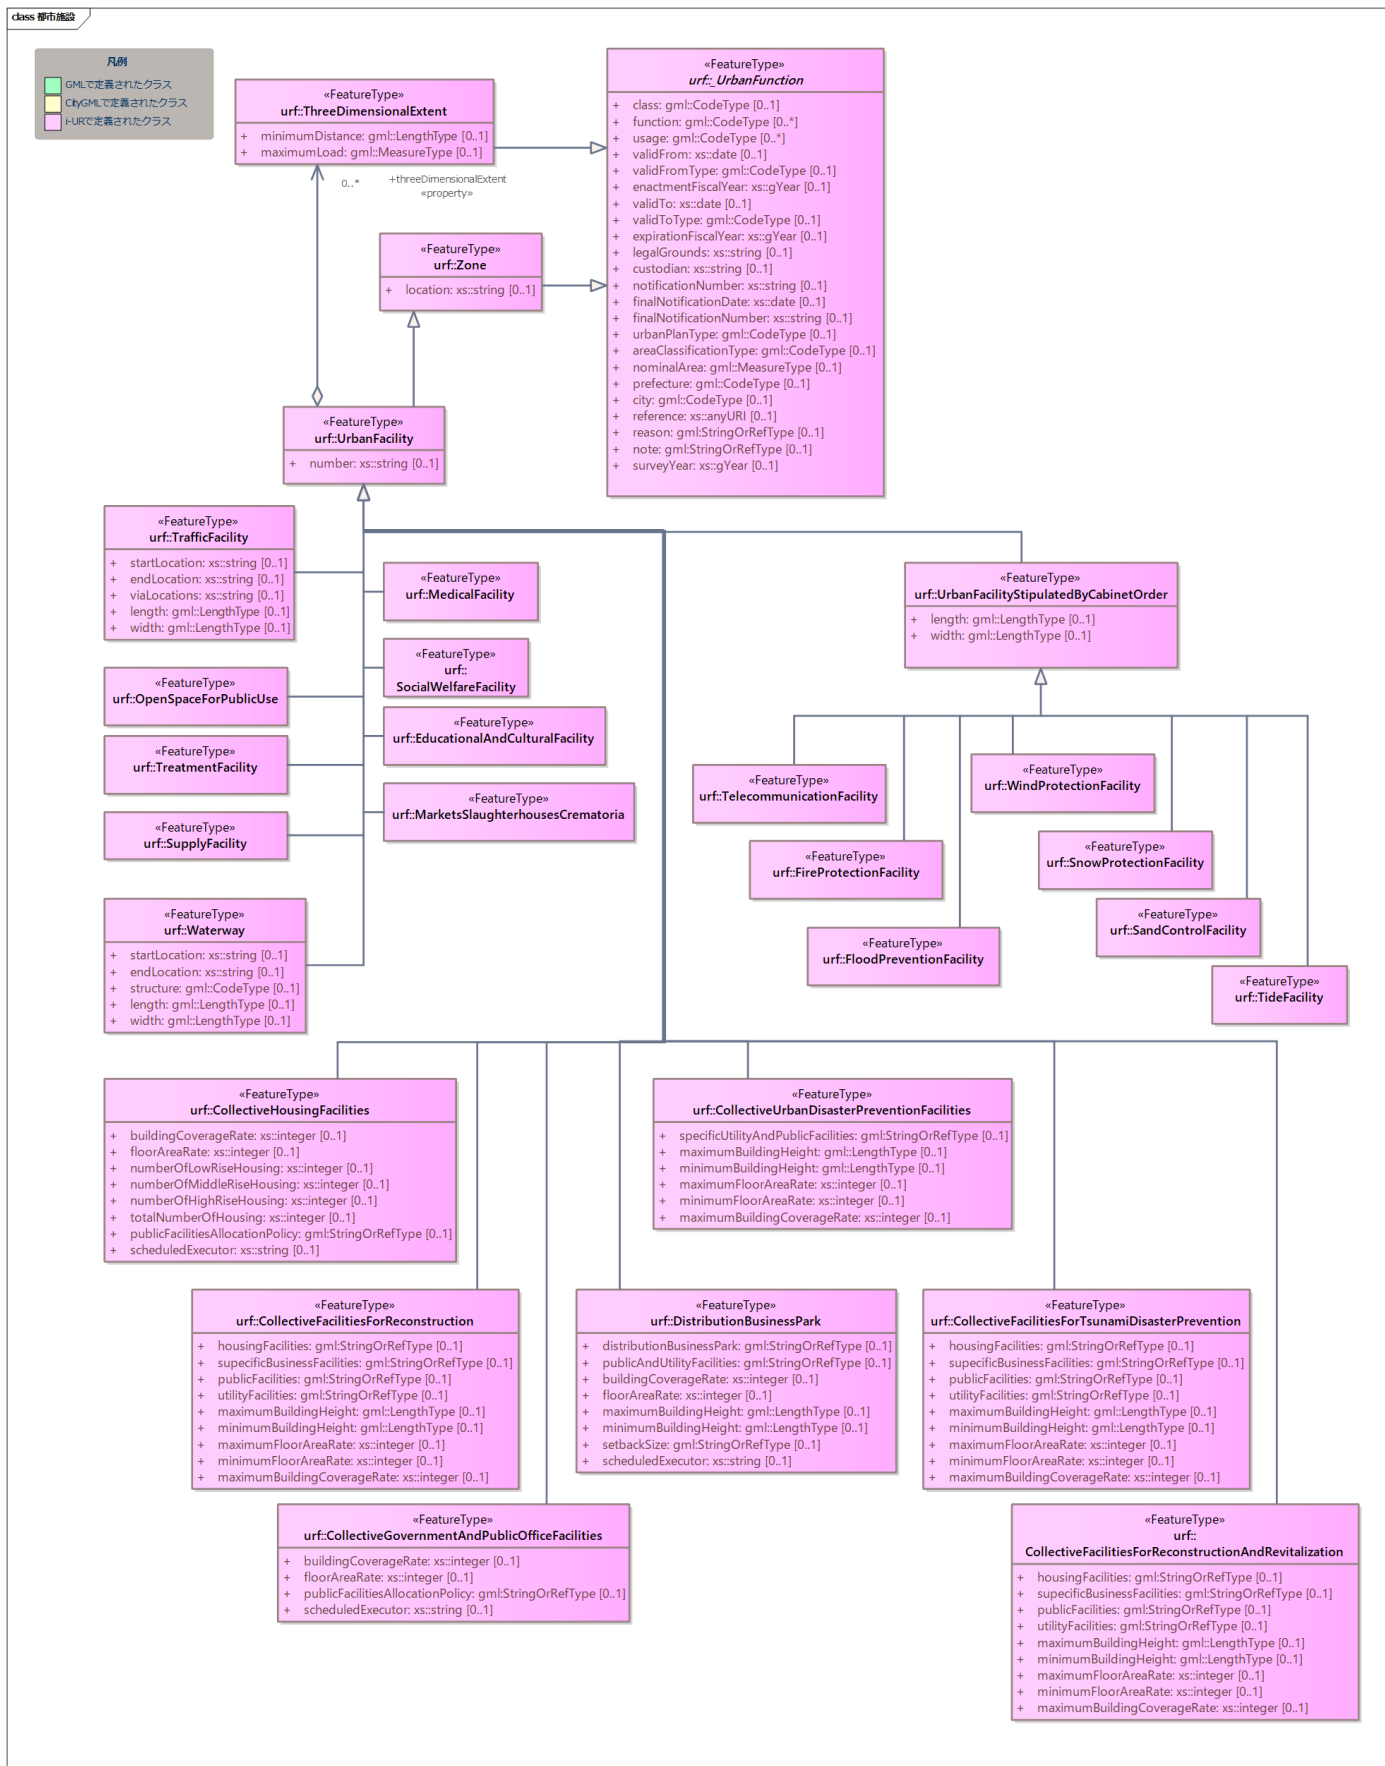 class 都市施設
凡例
GMLで定義されたクラス
CityGMLで定義されたクラス
i-URで定義されたクラス
«FeatureType»
urf::ThreeDimensionalExtent
+ minimumDistance: gml::LengthType [0..1]
+ maximumLoad: gml::MeasureType [0..1]
0..*
+threeDimensionalExtent
«property»
«FeatureType»
urf::_UrbanFunction
+ class: gml::CodeType [0..1]
+ function: gml::CodeType [0..*]
+ usage: gml::CodeType [0..*]
+ validFrom: xs::date [0..1]
+ validFromType: gml::CodeType [0..1]
+ enactmentFiscalYear: xs::gYear [0..1]
+ validTo: xs::date [0..1]
+ validToType: gml::CodeType [0..1]
+ expirationFiscalYear: xs::gYear [0..1]
+ legalGrounds: xs::string [0..1]
+ custodian: xs::string [0..1]
+ notificationNumber: xs::string [0..1]
+ finalNotificationDate: xs::date [0..1]
+ finalNotificationNumber: xs::string [0..1]
+ urbanPlanType: gml::CodeType [0..1]
+ areaClassificationType: gml::CodeType [0..1]
+ nominalArea: gml::MeasureType [0..1]
+ prefecture: gml::CodeType [0..1]
+ city: gml::CodeType [0..1]
+ reference: xs::anyURI [0..1]
+ reason: gml:StringOrRefType [0..1]
+ note: gml:StringOrRefType [0..1]
+ surveyYear: xs::gYear [0..1]
«FeatureType»
urf::Zone
+ location: xs::string [0..1]
«FeatureType»
urf::UrbanFacility
+ number: xs::string [0..1]
«FeatureType»
urf::TrafficFacility
+ startLocation: xs::string [0..1]
+ endLocation: xs::string [0..1]
+ viaLocations: xs::string [0..1]
+ length: gml::LengthType [0..1]
+ width: gml::LengthType [0..1]
«FeatureType»
urf::MedicalFacility
«FeatureType»
urf::UrbanFacilityStipulatedByCabinetOrder
+ length: gml::LengthType [0..1]
+ width: gml::LengthType [0..1]
«FeatureType»
urf::
SocialWelfareFacility
«FeatureType»
urf::OpenSpaceForPublicUse
«FeatureType»
urf::EducationalAndCulturalFacility
«FeatureType»
urf::TreatmentFacility
«FeatureType»
urf::MarketsSlaughterhousesCrematoria
«FeatureType»
urf::SupplyFacility
«FeatureType»
urf::TelecommunicationFacility
«FeatureType»
urf::WindProtectionFacility
«FeatureType»
urf::FireProtectionFacility
«FeatureType»
urf::SnowProtectionFacility
«FeatureType»
urf::FloodPreventionFacility
«FeatureType»
urf::SandControlFacility
«FeatureType»
urf::TideFacility
«FeatureType»
urf::Waterway
+ startLocation: xs::string [0..1]
+ endLocation: xs::string [0..1]
+ structure: gml::CodeType [0..1]
+ length: gml::LengthType [0..1]
+ width: gml::LengthType [0..1]
«FeatureType»
urf::CollectiveHousingFacilities
+ buildingCoverageRate: xs::integer [0..1]
+ floorAreaRate: xs::integer [0..1]
+ numberOfLowRiseHousing: xs::integer [0..1]
+ numberOfMiddleRiseHousing: xs::integer [0..1]
+ numberOfHighRiseHousing: xs::integer [0..1]
+ totalNumberOfHousing: xs::integer [0..1]
+ publicFacilitiesAllocationPolicy: gml:StringOrRefType [0..1]
+ scheduledExecutor: xs::string [0..1]
«FeatureType»
urf::CollectiveUrbanDisasterPreventionFacilities
+ specificUtilityAndPublicFacilities: gml:StringOrRefType [0..1]
+ maximumBuildingHeight: gml::LengthType [0..1]
+ minimumBuildingHeight: gml::LengthType [0..1]
+ maximumFloorAreaRate: xs::integer [0..1]
+ minimumFloorAreaRate: xs::integer [0..1]
+ maximumBuildingCoverageRate: xs::integer [0..1]
«FeatureType»
urf::CollectiveFacilitiesForReconstruction
+ housingFacilities: gml:StringOrRefType [0..1]
+ supecificBusinessFacilities: gml:StringOrRefType [0..1]
+ publicFacilities: gml:StringOrRefType [0..1]
+ utilityFacilities: gml:StringOrRefType [0..1]
+ maximumBuildingHeight: gml::LengthType [0..1]
+ minimumBuildingHeight: gml::LengthType [0..1]
+ maximumFloorAreaRate: xs::integer [0..1]
+ minimumFloorAreaRate: xs::integer [0..1]
+ maximumBuildingCoverageRate: xs::integer [0..1]
«FeatureType»
urf::DistributionBusinessPark
+ distributionBusinessPark: gml:StringOrRefType [0..1]
+ publicAndUtilityFacilities: gml:StringOrRefType [0..1]
+ buildingCoverageRate: xs::integer [0..1]
+ floorAreaRate: xs::integer [0..1]
+ maximumBuildingHeight: gml::LengthType [0..1]
+ minimumBuildingHeight: gml::LengthType [0..1]
+ setbackSize: gml:StringOrRefType [0..1]
+ scheduledExecutor: xs::string [0..1]
«FeatureType»
urf::CollectiveFacilitiesForTsunamiDisasterPrevention
+ housingFacilities: gml:StringOrRefType [0..1]
+ supecificBusinessFacilities: gml:StringOrRefType [0..1]
+ publicFacilities: gml:StringOrRefType [0..1]
+ utilityFacilities: gml:StringOrRefType [0..1]
+ maximumBuildingHeight: gml::LengthType [0..1]
+ minimumBuildingHeight: gml::LengthType [0..1]
+ maximumFloorAreaRate: xs::integer [0..1]
+ minimumFloorAreaRate: xs::integer [0..1]
+ maximumBuildingCoverageRate: xs::integer [0..1]
«FeatureType»
urf::CollectiveGovernmentAndPublicOfficeFacilities
+ buildingCoverageRate: xs::integer [0..1]
+ floorAreaRate: xs::integer [0..1]
+ publicFacilitiesAllocationPolicy: gml:StringOrRefType [0..1]
+ scheduledExecutor: xs::string [0..1]
«FeatureType»
urf::
CollectiveFacilitiesForReconstructionAndRevitalization
+ housingFacilities: gml:StringOrRefType [0..1]
+ supecificBusinessFacilities: gml:StringOrRefType [0..1]
+ publicFacilities: gml:StringOrRefType [0..1]
+ utilityFacilities: gml:StringOrRefType [0..1]
+ maximumBuildingHeight: gml::LengthType [0..1]
+ minimumBuildingHeight: gml::LengthType [0..1]
+ maximumFloorAreaRate: xs::integer [0..1]
+ minimumFloorAreaRate: xs::integer [0..1]
+ maximumBuildingCoverageRate: xs::integer [0..1]